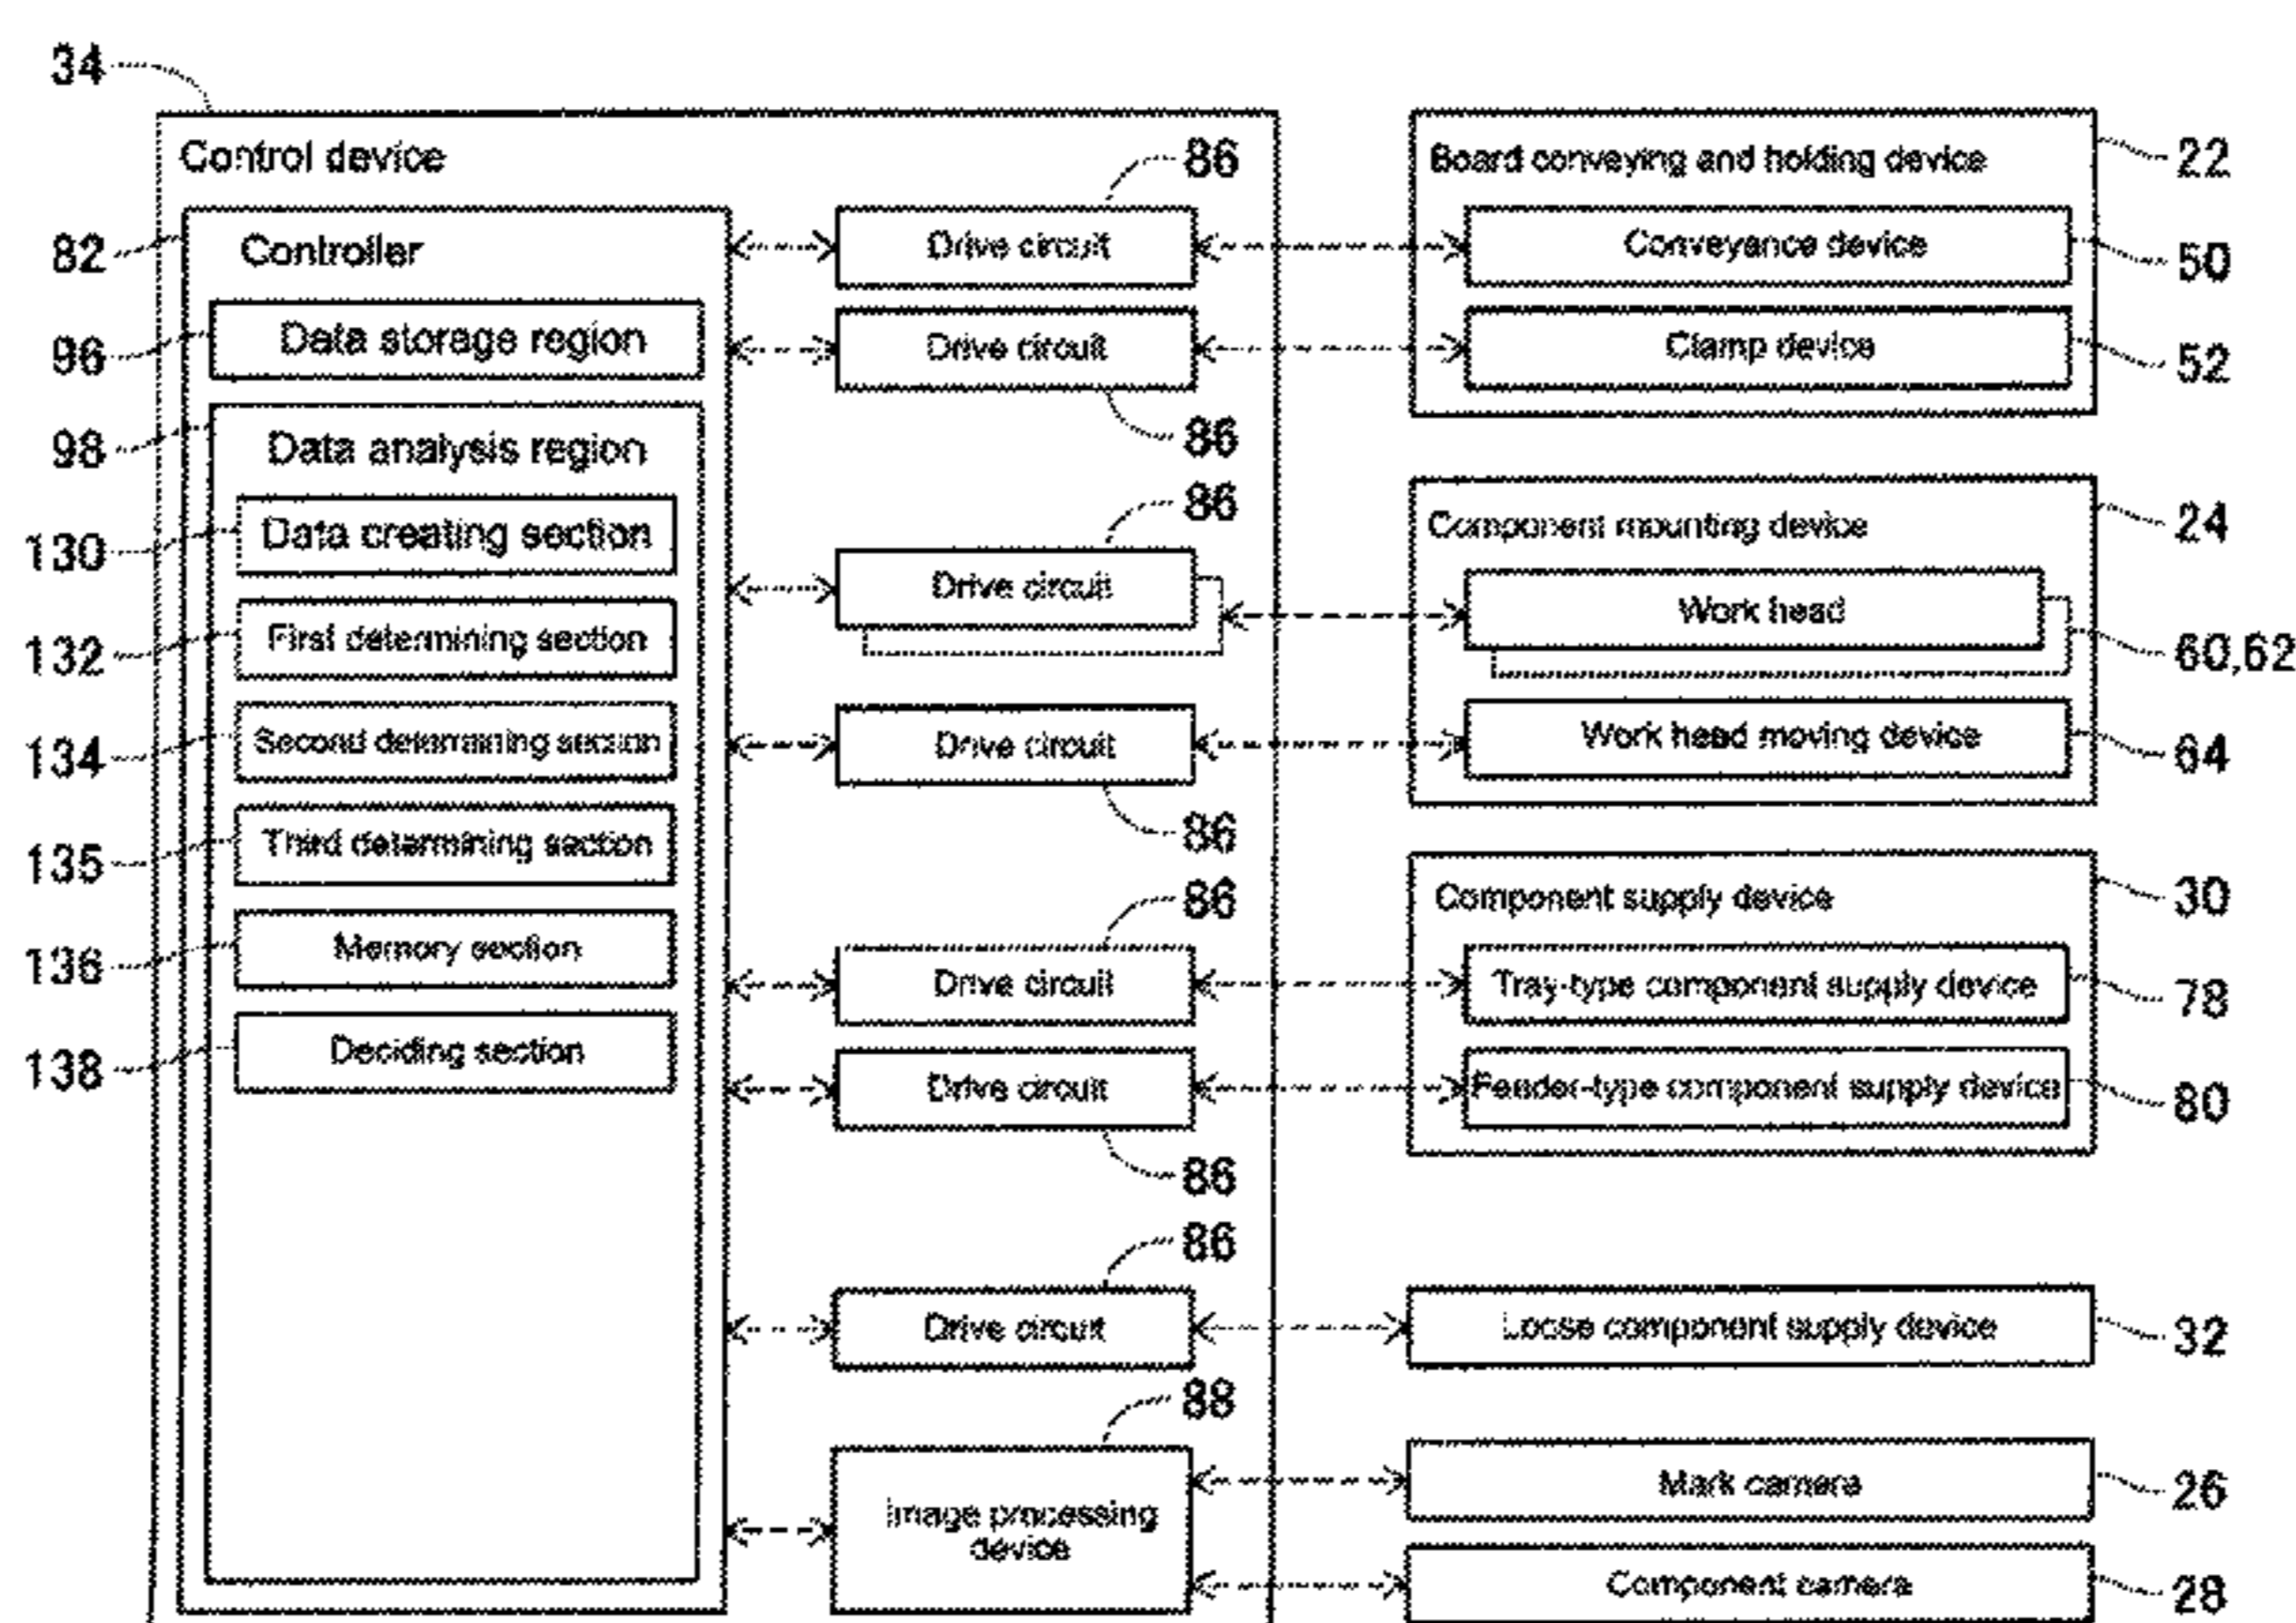 34
Control device
86
Board conveying and holding device
22
82
Controller
Drive circuit
Conveyance device
50
96
Data storage region
Drive circuit
Clamp device
52
86
98
Data analysis region
86
Component mounting device
24
130
Data creating section
Drive circuit
Work head
60,62
132
First determining section
134
Second determining section
Drive circuit
Work head moving device
64
86
135
Third determining section
86
Component supply device
30
136
Memory section
Drive circuit
Tray-type component supply device
78
138
Deciding section
Drive circuit
Feeder-type component supply device
80
86
86
Drive circuit
Loose component supply device
32
88
Image processing
device
Mark camera
26
Component camera
28